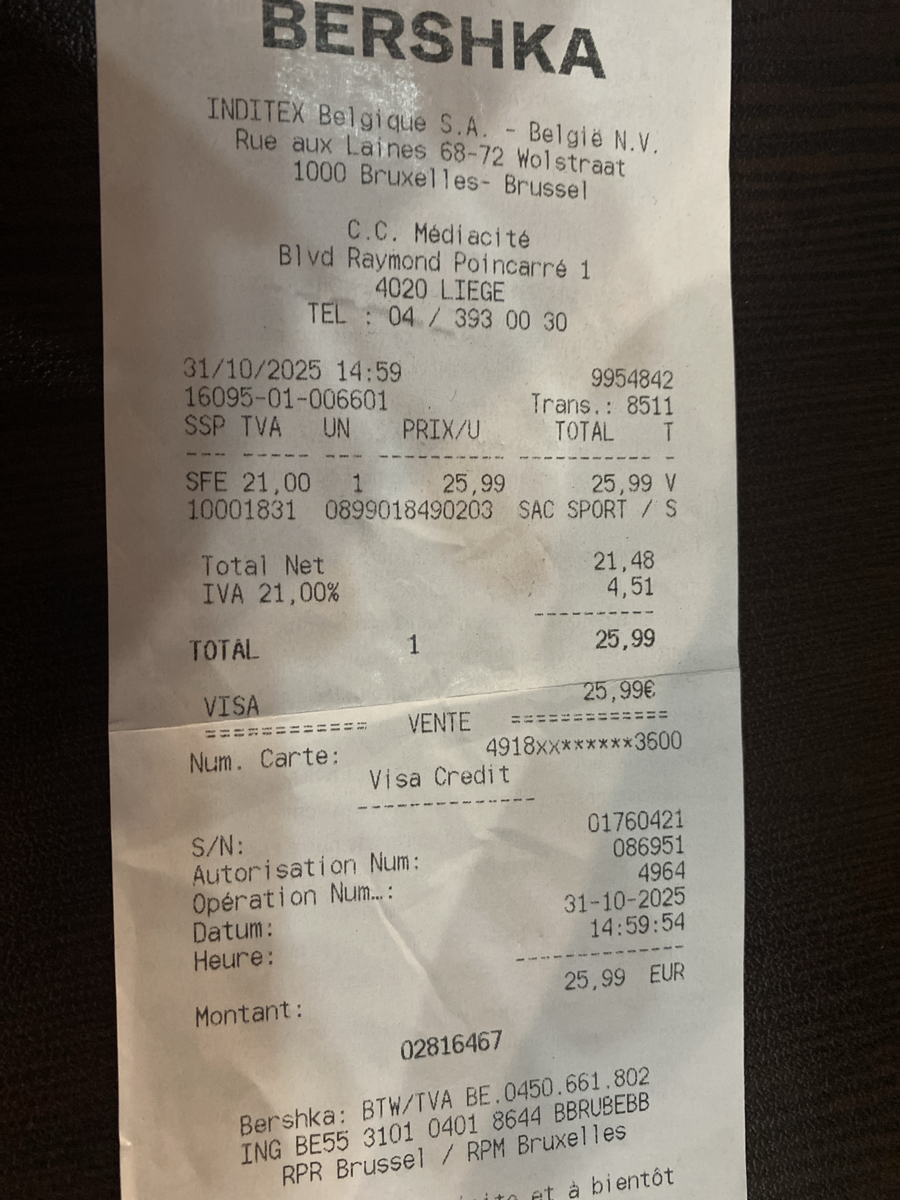 BERSHKA
INDITEX Belgique S.A. - België N.V.
Rue aux Laines 68-72 Wolstraat
1000 Bruxelles- Brussel
C.C. Médiacité
Blvd Raymond Poincarré 1
4020 LIEGE
TEL : 04 / 393 00 30
31/10/2025 14:59 9954842
16095-01-006601 Trans.: 8511
SSP TVA UN PRIX/U TOTAL T
--- ----- --- ---------- ----------- -
SFE 21,00 1 25,99 25,99 V
10001831 0899018490203 SAC SPORT / S
Total Net 21,48
IVA 21,00% 4,51
----------
TOTAL 1 25,99
VISA 25,99€
============ VENTE ============
Num. Carte: 4918xx******3600
Visa Credit
---------------
S/N: 01760421
Autorisation Num: 086951
Opération Num…: 4964
Datum: 31-10-2025
Heure: 14:59:54
--------------
Montant: 25,99 EUR
02816467
Bershka: BTW/TVA BE.0450.661.802
ING BE55 3101 0401 8644 BBRUBEBB
RPR Brussel / RPM Bruxelles
et à bientôt